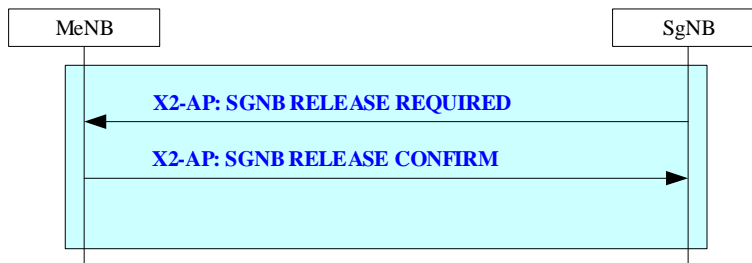 MeNB
SgNB
X2-AP: SGNB RELEASE REQUIRED
X2-AP: SGNB RELEASE CONFIRM